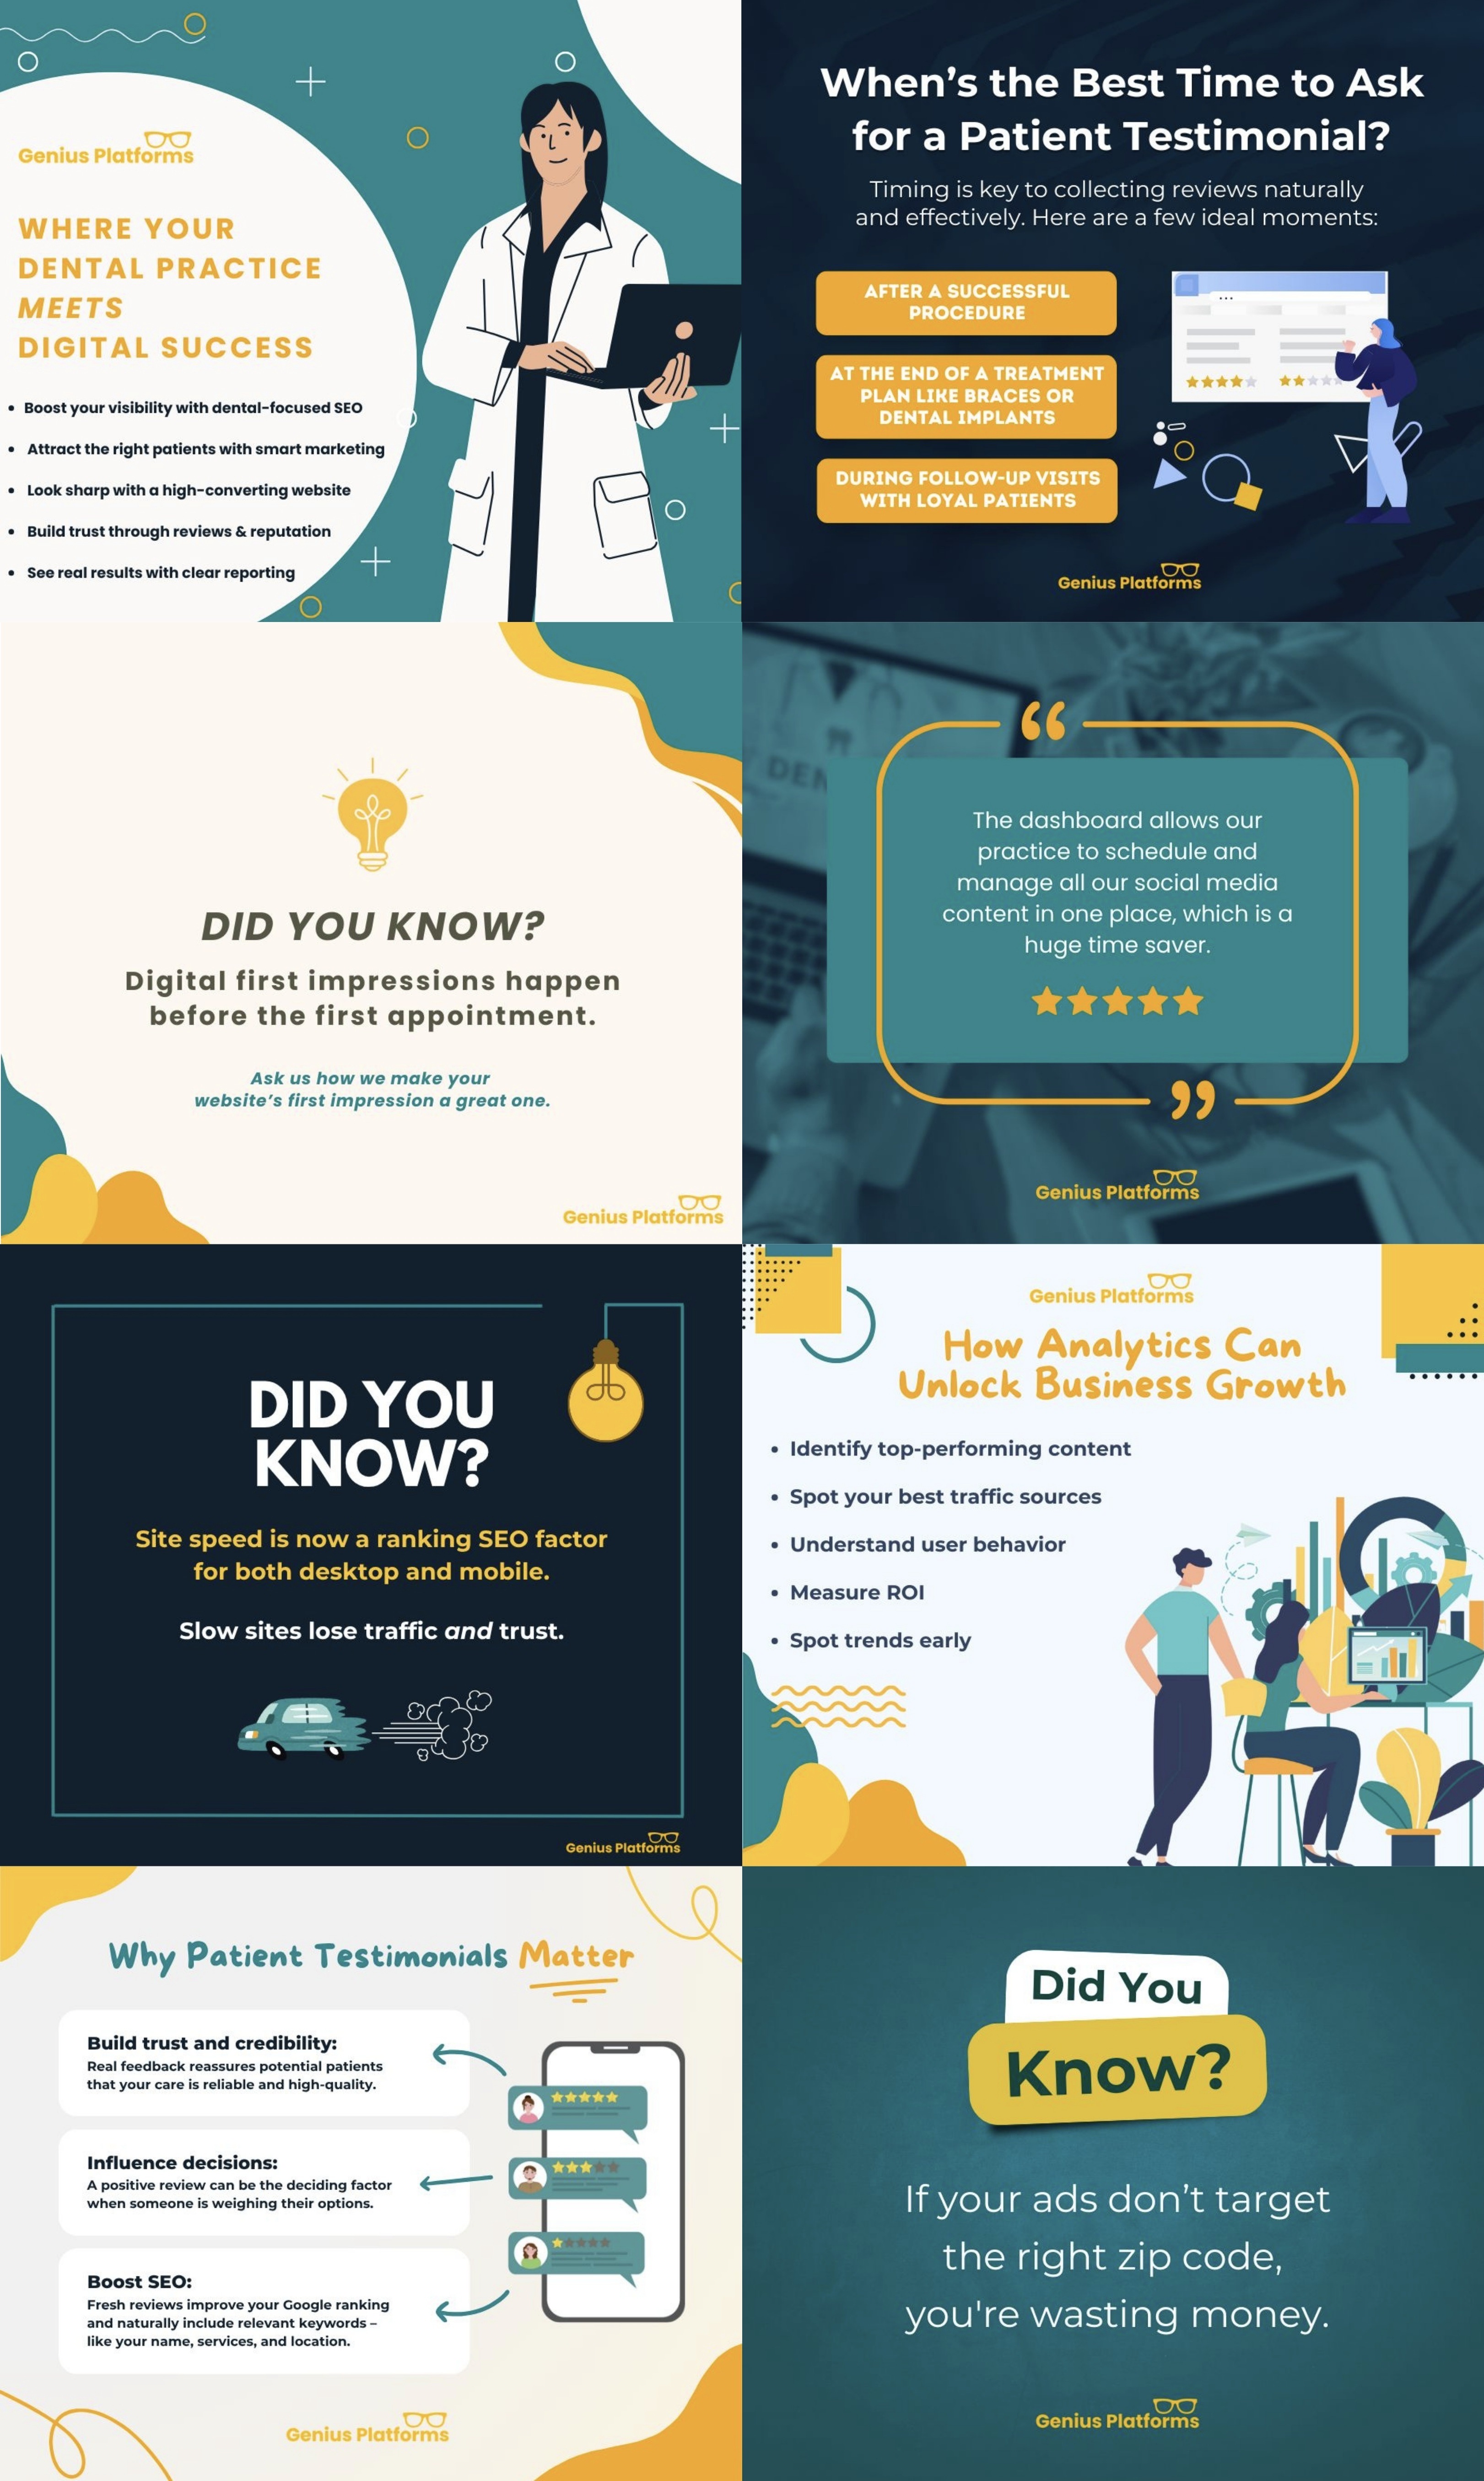 Genius Platforms
WHERE YOUR
DENTAL PRACTICE
MEETS
DIGITAL SUCCESS
• Boost your visibility with dental-focused SEO
• Attract the right patients with smart marketing
• Look sharp with a high-converting website
• Build trust through reviews & reputation
• See real results with clear reporting
When's the Best Time to Ask
for a Patient Testimonial?
Timing is key to collecting reviews naturally
and effectively. Here are a few ideal moments:
AFTER A SUCCESSFUL
PROCEDURE
AT THE END OF A TREATMENT
PLAN LIKE BRACES OR
DENTAL IMPLANTS
DURING FOLLOW-UP VISITS
WITH LOYAL PATIENTS
Genius Platforms
DID YOU KNOW?
Digital first impressions happen
before the first appointment.
Ask us how we make your
website's first impression a great one.
Genius Platforms
DEN
“
The dashboard allows our
practice to schedule and
manage all our social media
content in one place, which is a
huge time saver.
”
Genius Platforms
DID YOU
KNOW?
Site speed is now a ranking SEO factor
for both desktop and mobile.
Slow sites lose traffic and trust.
Genius Platforms
Genius Platforms
How Analytics Can
Unlock Business Growth
• Identify top-performing content
• Spot your best traffic sources
• Understand user behavior
• Measure ROI
• Spot trends early
Why Patient Testimonials Matter
Build trust and credibility:
Real feedback reassures potential patients
that your care is reliable and high-quality.
Influence decisions:
A positive review can be the deciding factor
when someone is weighing their options.
Boost SEO:
Fresh reviews improve your Google ranking
and naturally include relevant keywords –
like your name, services, and location.
Genius Platforms
Did You
Know?
If your ads don't target
the right zip code,
you're wasting money.
Genius Platforms